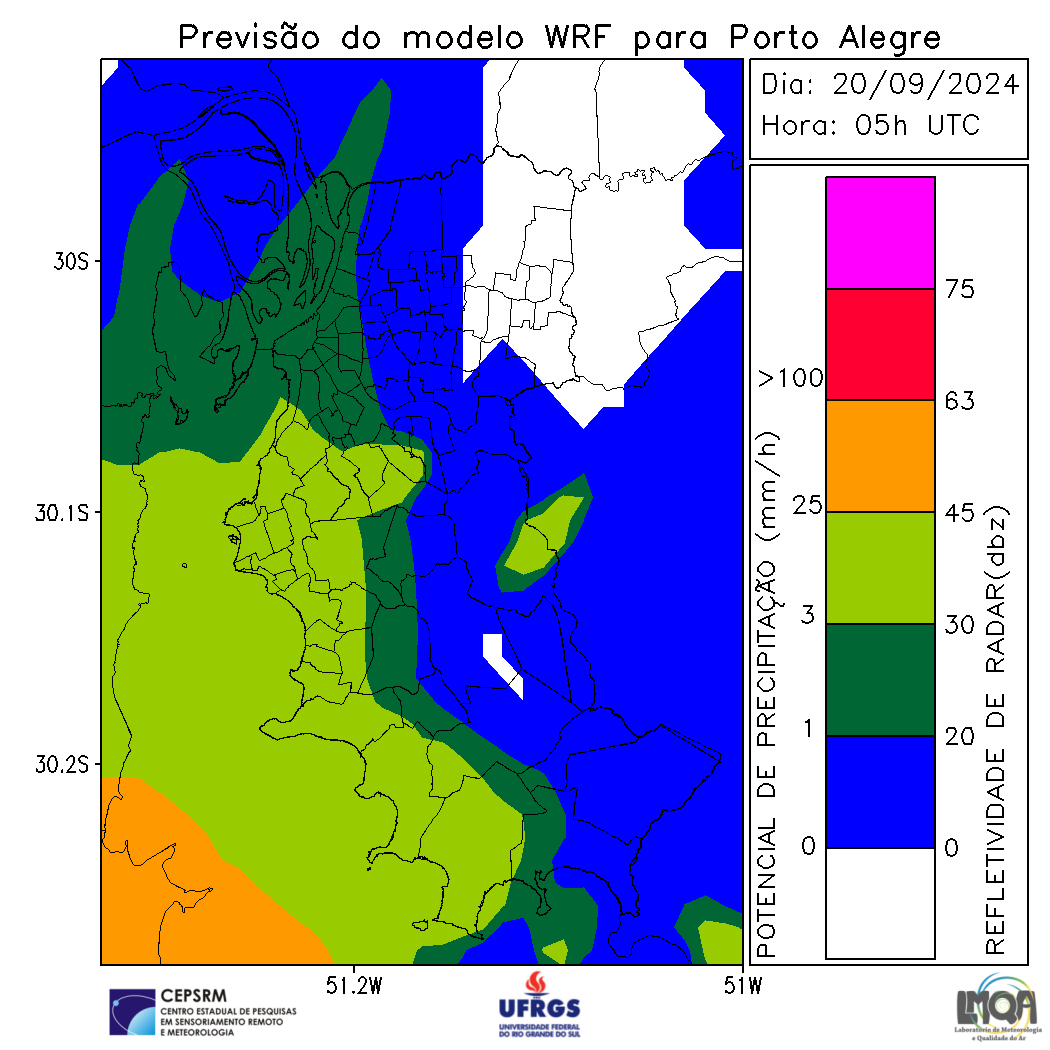 Previsão do modelo WRF para Porto Alegre
Dia: 20/09/2024
Hora: 05h UTC
30S
30.1S
30.2S
51.2W
51W
POTENCIAL DE PRECIPITAÇÃO (mm/h)
>100
25
3
1
0
75
63
45
30
20
0
REFLETIVIDADE DE RADAR(dbz)
CEPSRM
CENTRO ESTADUAL DE PESQUISAS
EM SENSORIAMENTO REMOTO
E METEOROLOGIA
UFRGS
UNIVERSIDADE FEDERAL
DO RIO GRANDE DO SUL
LMQA
Laboratório de Meteorologia
e Qualidade do Ar